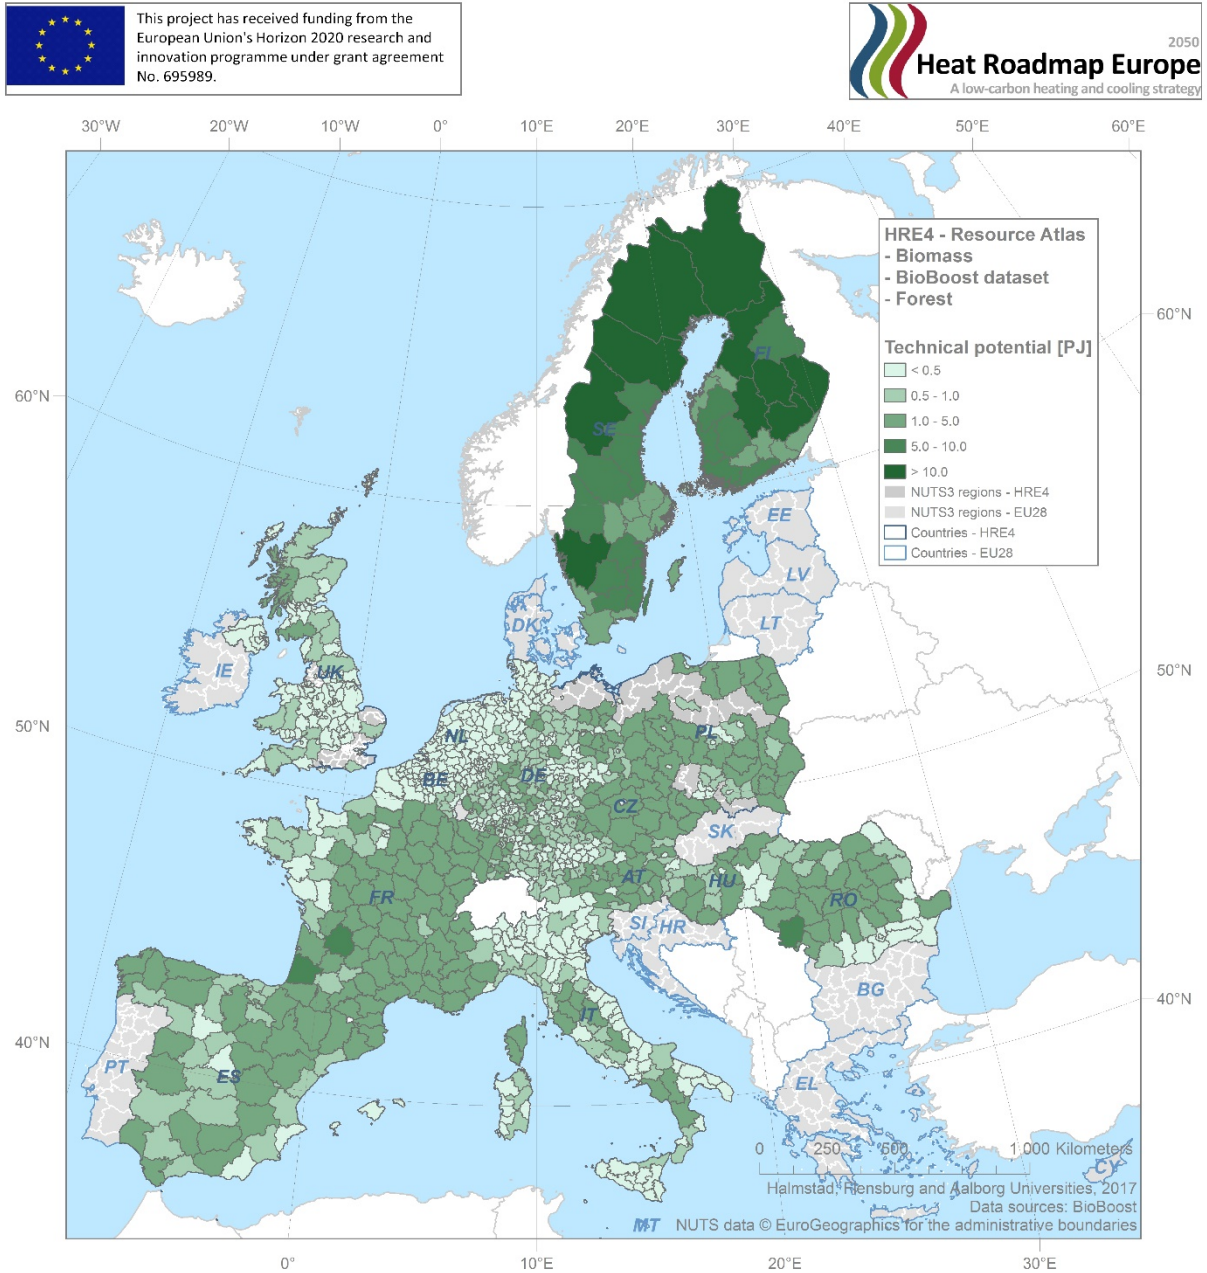 This project has received funding from the
European Union's Horizon 2020 research and
innovation programme under grant agreement
No. 695989.
2050
Heat Roadmap Europe
A low-carbon heating and cooling strategy
30°W 20°W 10°W 0° 10°E 20°E 30°E 40°E 50°E 60°E
HRE4 - Resource Atlas
- Biomass
- BioBoost dataset
- Forest
Technical potential [PJ]
< 0.5
0.5 - 1.0
1.0 - 5.0
5.0 - 10.0
> 10.0
NUTS3 regions - HRE4
NUTS3 regions - EU28
Countries - HRE4
Countries - EU28
60°N
60°N
FI
SE
EE
LV
LT
DK
IE
UK
50°N
50°N
NL
PL
BE
DE
CZ
SK
AT
HU
FR
RO
SI
HR
BG
40°N
40°N
IT
PT
ES
EL
CY
MT
0 250 500 1 000 Kilometers
Halmstad, Flensburg and Aalborg Universities, 2017
Data sources: BioBoost
NUTS data © EuroGeographics for the administrative boundaries
0° 10°E 20°E 30°E